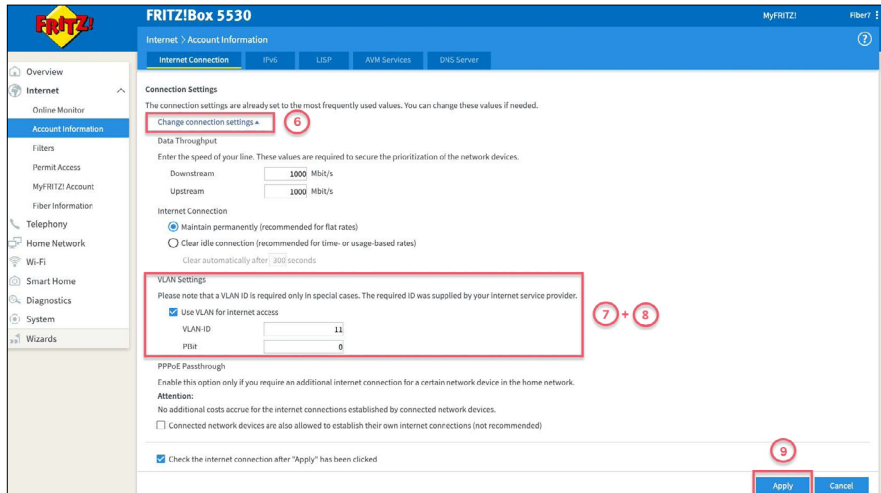 FRITZ!
FRITZ!Box 5530
MyFRITZ!
Fiber7
Internet > Account Information
?
Internet Connection
IPv6
LISP
AVM Services
DNS Server
Overview
Internet
Online Monitor
Account Information
Filters
Permit Access
MyFRITZ! Account
Fiber Information
Telephony
Home Network
Wi-Fi
Smart Home
Diagnostics
System
Wizards
Connection Settings
The connection settings are already set to the most frequently used values. You can change these values if needed.
Change connection settings
6
Data Throughput
Enter the speed of your line. These values are required to secure the prioritization of the network devices.
Downstream 1000 Mbit/s
Upstream 1000 Mbit/s
Internet Connection
Maintain permanently (recommended for flat rates)
Clear idle connection (recommended for time- or usage-based rates)
Clear automatically after 300 seconds
VLAN Settings
Please note that a VLAN ID is required only in special cases. The required ID was supplied by your internet service provider.
Use VLAN for internet access
7 + 8
VLAN-ID 11
PBit 0
PPPoE Passthrough
Enable this option only if you require an additional internet connection for a certain network device in the home network.
Attention:
No additional costs accrue for the internet connections established by connected network devices.
Connected network devices are also allowed to establish their own internet connections (not recommended)
Check the internet connection after "Apply" has been clicked
9
Apply
Cancel